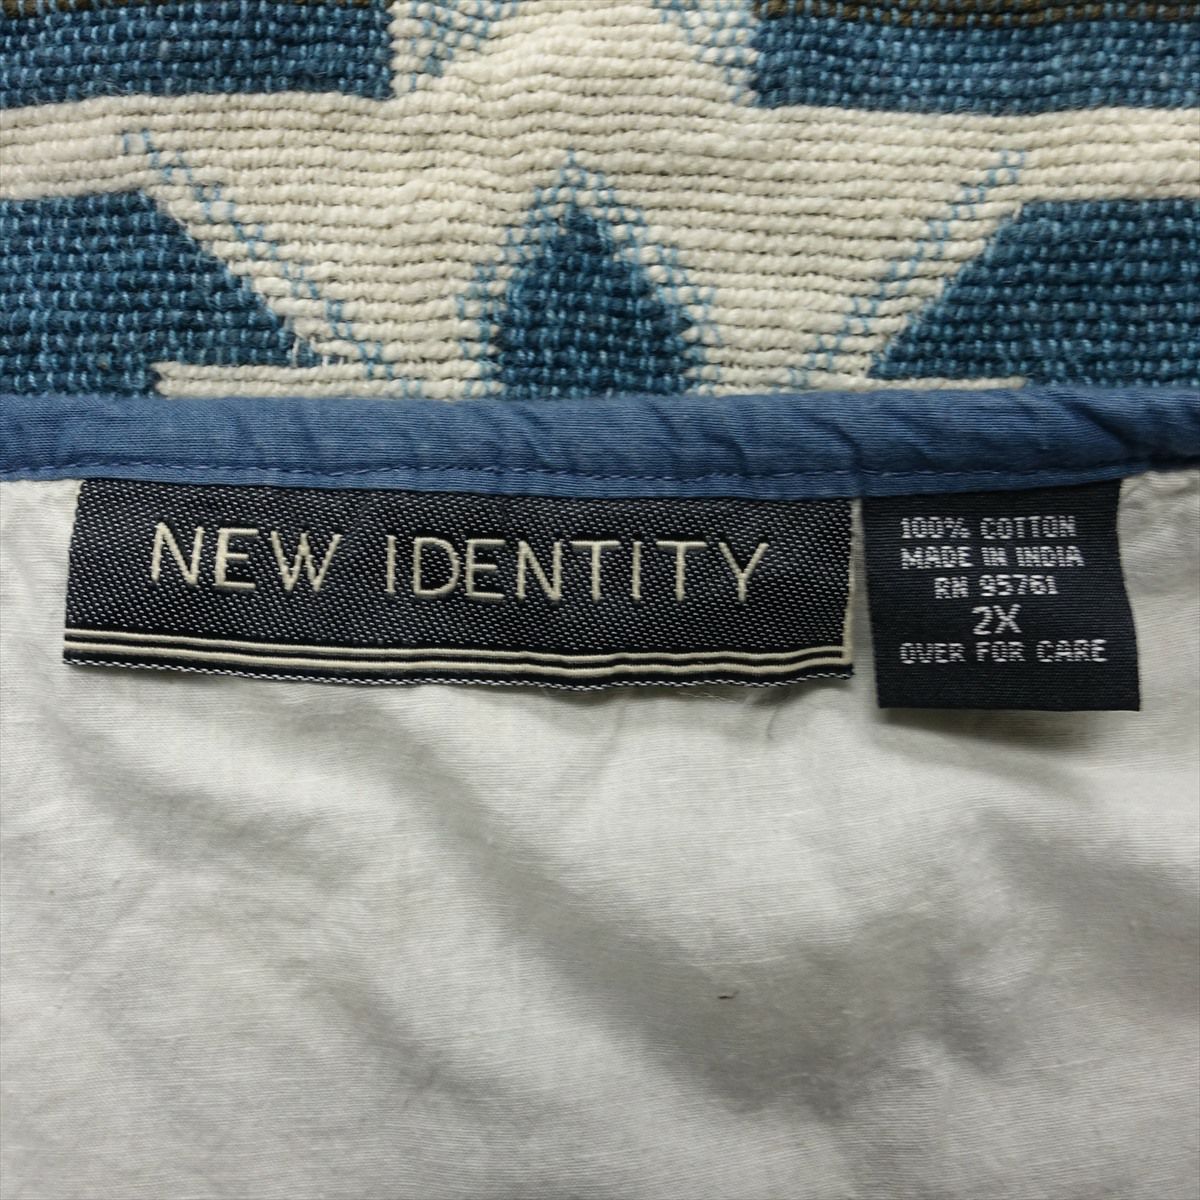 NEW IDENTITY
100% COTTON
MADE IN INDIA
RN 95761
2X
OVER FOR CARE